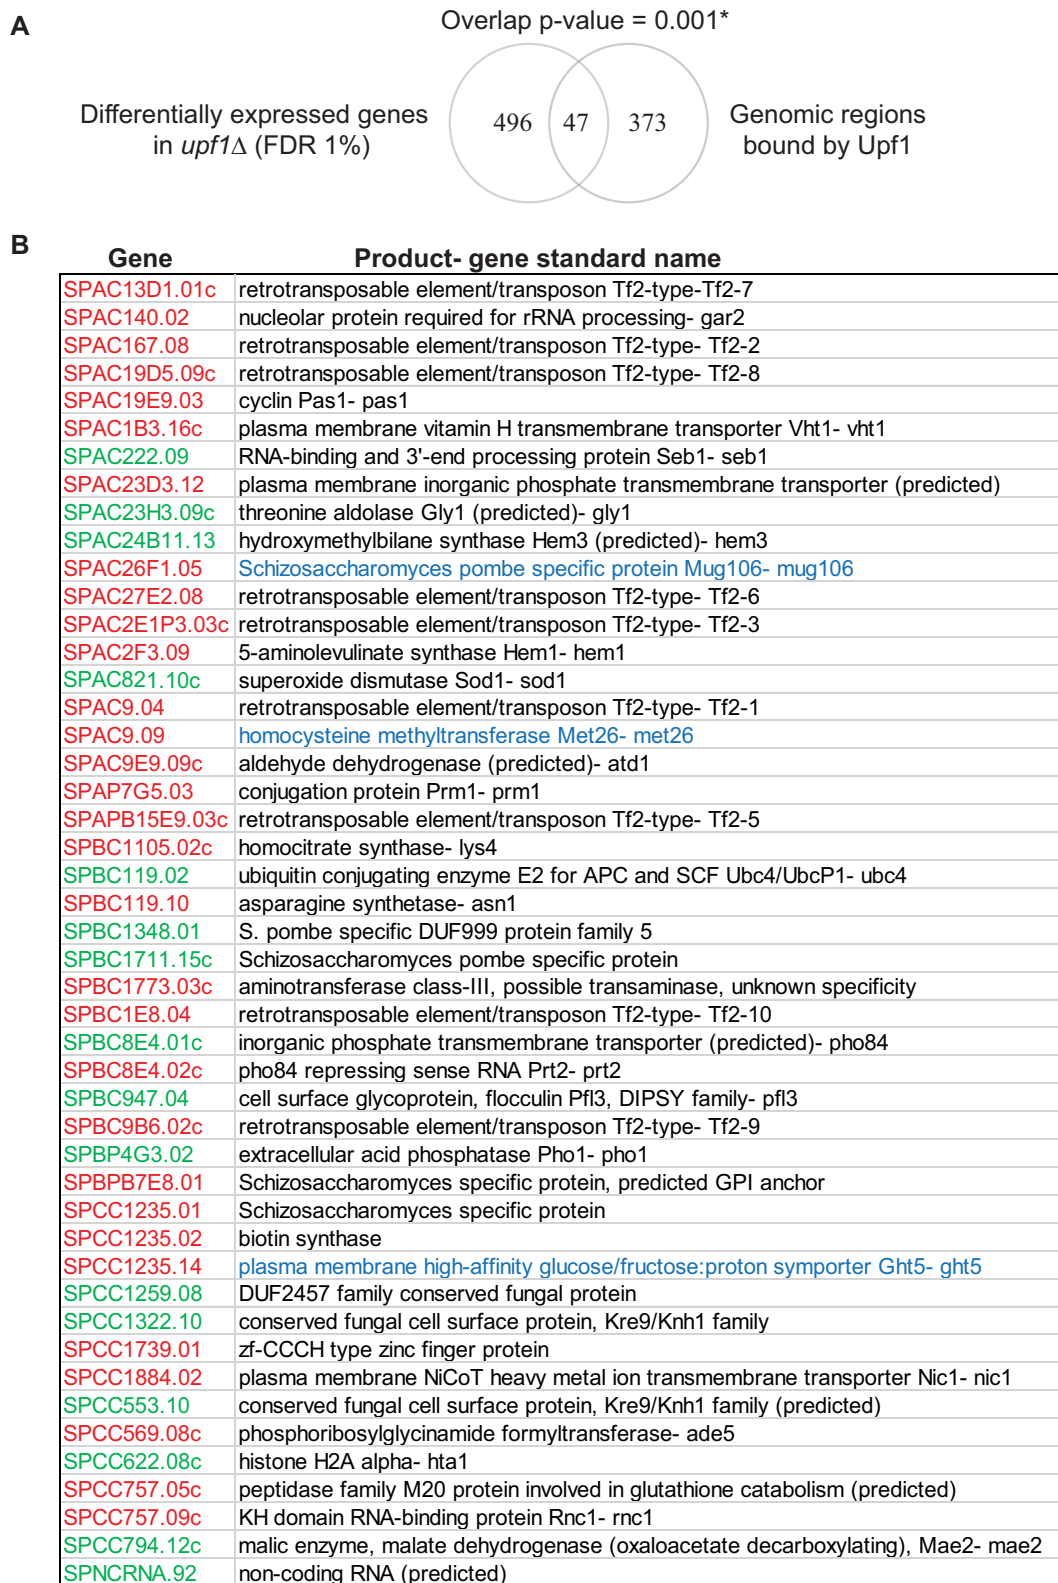 A
Overlap p-value = 0.001*
Differentially expressed genes
in upf1Δ (FDR 1%)
496 47 373
Genomic regions
bound by Upf1
B
Gene Product- gene standard name
SPAC13D1.01c retrotransposable element/transposon Tf2-type-Tf2-7
SPAC140.02 nucleolar protein required for rRNA processing- gar2
SPAC167.08 retrotransposable element/transposon Tf2-type- Tf2-2
SPAC19D5.09c retrotransposable element/transposon Tf2-type- Tf2-8
SPAC19E9.03 cyclin Pas1- pas1
SPAC1B3.16c plasma membrane vitamin H transmembrane transporter Vht1- vht1
SPAC222.09 RNA-binding and 3'-end processing protein Seb1- seb1
SPAC23D3.12 plasma membrane inorganic phosphate transmembrane transporter (predicted)
SPAC23H3.09c threonine aldolase Gly1 (predicted)- gly1
SPAC24B11.13 hydroxymethylbilane synthase Hem3 (predicted)- hem3
SPAC26F1.05 Schizosaccharomyces pombe specific protein Mug106- mug106
SPAC27E2.08 retrotransposable element/transposon Tf2-type- Tf2-6
SPAC2E1P3.03c retrotransposable element/transposon Tf2-type- Tf2-3
SPAC2F3.09 5-aminolevulinate synthase Hem1- hem1
SPAC821.10c superoxide dismutase Sod1- sod1
SPAC9.04 retrotransposable element/transposon Tf2-type- Tf2-1
SPAC9.09 homocysteine methyltransferase Met26- met26
SPAC9E9.09c aldehyde dehydrogenase (predicted)- atd1
SPAP7G5.03 conjugation protein Prm1- prm1
SPAPB15E9.03c retrotransposable element/transposon Tf2-type- Tf2-5
SPBC1105.02c homocitrate synthase- lys4
SPBC119.02 ubiquitin conjugating enzyme E2 for APC and SCF Ubc4/UbcP1- ubc4
SPBC119.10 asparagine synthetase- asn1
SPBC1348.01 S. pombe specific DUF999 protein family 5
SPBC1711.15c Schizosaccharomyces pombe specific protein
SPBC1773.03c aminotransferase class-III, possible transaminase, unknown specificity
SPBC1E8.04 retrotransposable element/transposon Tf2-type- Tf2-10
SPBC8E4.01c inorganic phosphate transmembrane transporter (predicted)- pho84
SPBC8E4.02c pho84 repressing sense RNA Prt2- prt2
SPBC947.04 cell surface glycoprotein, flocculin Pfl3, DIPSY family- pfl3
SPBC9B6.02c retrotransposable element/transposon Tf2-type- Tf2-9
SPBP4G3.02 extracellular acid phosphatase Pho1- pho1
SPBPB7E8.01 Schizosaccharomyces specific protein, predicted GPI anchor
SPCC1235.01 Schizosaccharomyces specific protein
SPCC1235.02 biotin synthase
SPCC1235.14 plasma membrane high-affinity glucose/fructose:proton symporter Ght5- ght5
SPCC1259.08 DUF2457 family conserved fungal protein
SPCC1322.10 conserved fungal cell surface protein, Kre9/Knh1 family
SPCC1739.01 zf-CCCH type zinc finger protein
SPCC1884.02 plasma membrane NiCoT heavy metal ion transmembrane transporter Nic1- nic1
SPCC553.10 conserved fungal cell surface protein, Kre9/Knh1 family (predicted)
SPCC569.08c phosphoribosylglycinamide formyltransferase- ade5
SPCC622.08c histone H2A alpha- hta1
SPCC757.05c peptidase family M20 protein involved in glutathione catabolism (predicted)
SPCC757.09c KH domain RNA-binding protein Rnc1- rnc1
SPCC794.12c malic enzyme, malate dehydrogenase (oxaloacetate decarboxylating), Mae2- mae2
SPNCRNA.92 non-coding RNA (predicted)